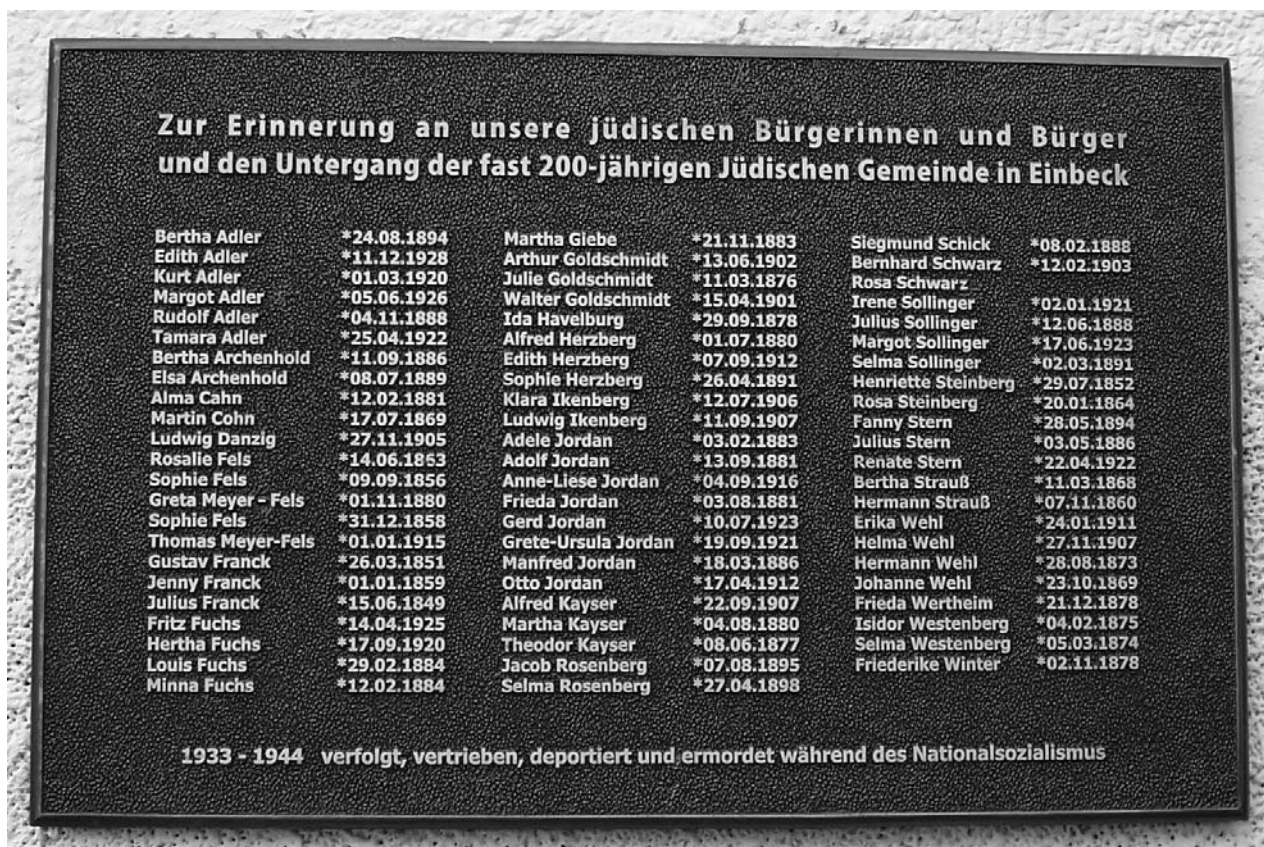 Zur Erinnerung an unsere jüdischen Bürgerinnen und Bürger
und den Untergang der fast 200-jährigen Jüdischen Gemeinde in Einbeck
Bertha Adler *24.08.1894
Edith Adler *11.12.1928
Kurt Adler *01.03.1920
Margot Adler *05.06.1926
Rudolf Adler *04.11.1888
Tamara Adler *25.04.1922
Bertha Archenhold *11.09.1886
Elsa Archenhold *08.07.1889
Alma Cahn *12.02.1881
Martin Cohn *17.07.1869
Ludwig Danzig *27.11.1905
Rosalie Fels *14.06.1863
Sophie Fels *09.09.1856
Greta Meyer - Fels *01.11.1880
Sophie Fels *31.12.1858
Thomas Meyer-Fels *01.01.1915
Gustav Franck *26.03.1851
Jenny Franck *01.01.1859
Julius Franck *15.06.1849
Fritz Fuchs *14.04.1925
Hertha Fuchs *17.09.1920
Louis Fuchs *29.02.1884
Minna Fuchs *12.02.1884
Martha Giebe *21.11.1883
Arthur Goldschmidt *13.06.1902
Julie Goldschmidt *11.03.1876
Walter Goldschmidt *15.04.1901
Ida Havelburg *29.09.1878
Alfred Herzberg *01.07.1880
Edith Herzberg *07.09.1912
Sophie Herzberg *26.04.1891
Klara Ikenberg *12.07.1906
Ludwig Ikenberg *11.09.1907
Adele Jordan *03.02.1883
Adolf Jordan *13.09.1881
Anne-Liese Jordan *04.09.1916
Frieda Jordan *03.08.1881
Gerd Jordan *10.07.1923
Grete-Ursula Jordan *19.09.1921
Manfred Jordan *18.03.1886
Otto Jordan *17.04.1912
Alfred Kayser *22.09.1907
Martha Kayser *04.08.1880
Theodor Kayser *08.06.1877
Jacob Rosenberg *07.08.1895
Selma Rosenberg *27.04.1898
Siegmund Schick *08.02.1888
Bernhard Schwarz *12.02.1903
Rosa Schwarz
Irene Sollinger *02.01.1921
Julius Sollinger *12.06.1888
Margot Sollinger *17.06.1923
Selma Sollinger *02.03.1891
Henriette Steinberg *29.07.1852
Rosa Steinberg *20.01.1864
Fanny Stern *28.05.1894
Julius Stern *03.05.1886
Renate Stern *22.04.1922
Bertha Strauß *11.03.1868
Hermann Strauß *07.11.1860
Erika Wehl *24.01.1911
Helma Wehl *27.11.1907
Hermann Wehl *28.08.1873
Johanne Wehl *23.10.1869
Frieda Wertheim *21.12.1878
Isidor Westenberg *04.02.1875
Selma Westenberg *05.03.1874
Friederike Winter *02.11.1878
1933 - 1944 verfolgt, vertrieben, deportiert und ermordet während des Nationalsozialismus